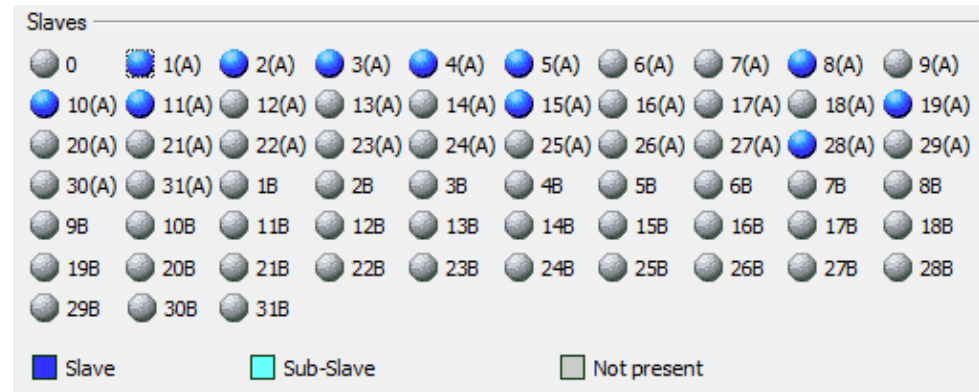 Slaves
0 1(A) 2(A) 3(A) 4(A) 5(A) 6(A) 7(A) 8(A) 9(A)
10(A) 11(A) 12(A) 13(A) 14(A) 15(A) 16(A) 17(A) 18(A) 19(A)
20(A) 21(A) 22(A) 23(A) 24(A) 25(A) 26(A) 27(A) 28(A) 29(A)
30(A) 31(A) 1B 2B 3B 4B 5B 6B 7B 8B
9B 10B 11B 12B 13B 14B 15B 16B 17B 18B
19B 20B 21B 22B 23B 24B 25B 26B 27B 28B
29B 30B 31B
Slave Sub-Slave Not present